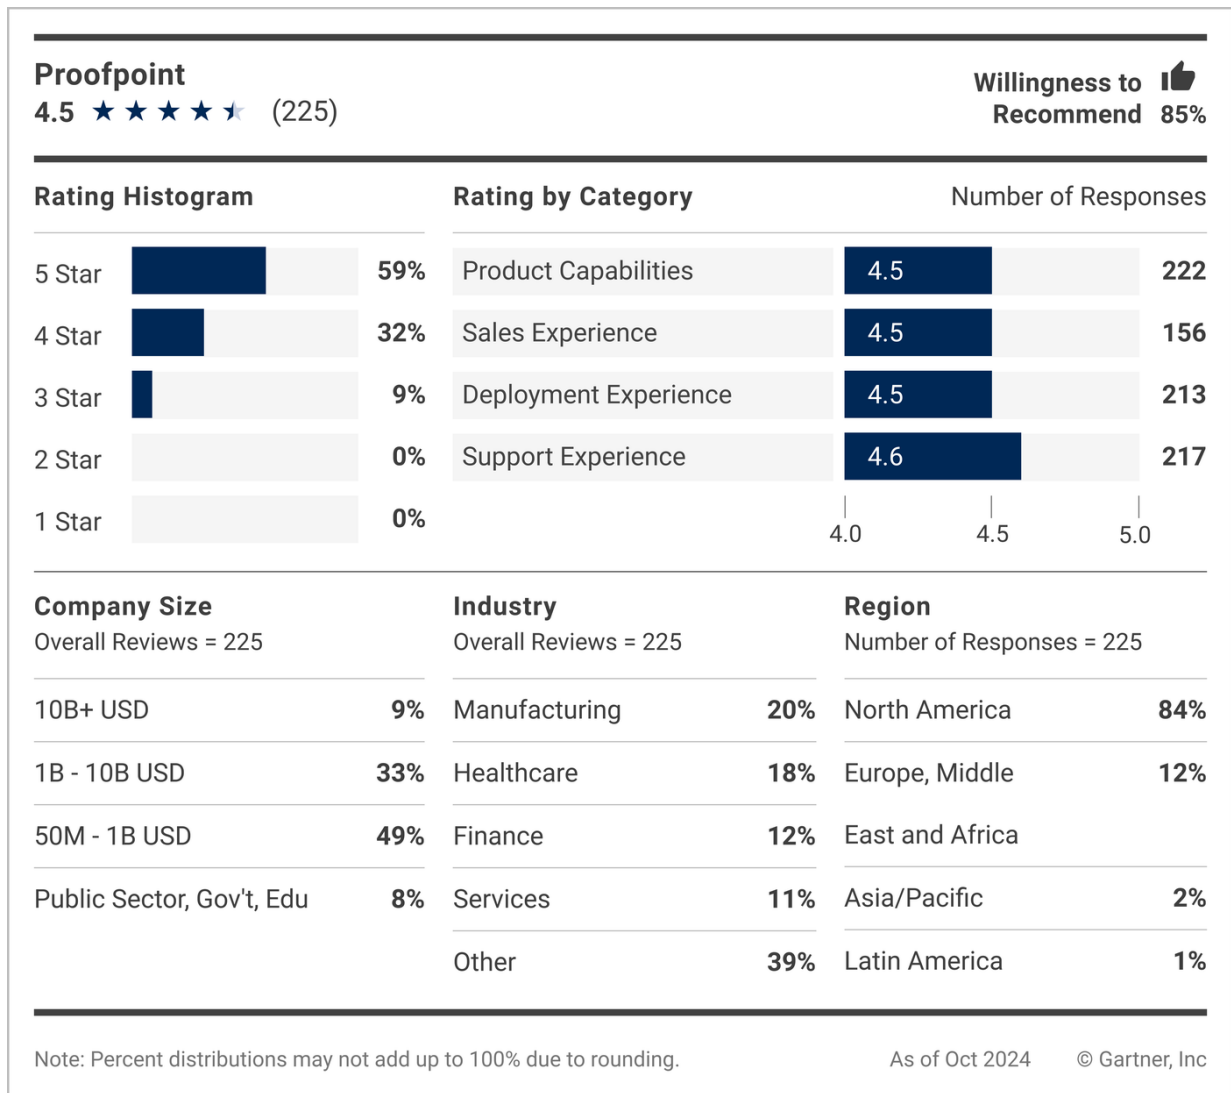 Proofpoint
4.5 ★ ★ ★ ★ ⯨ (225)
Willingness to
Recommend 85%
Rating Histogram
5 Star 59%
4 Star 32%
3 Star 9%
2 Star 0%
1 Star 0%
Rating by Category Number of Responses
Product Capabilities 4.5 222
Sales Experience 4.5 156
Deployment Experience 4.5 213
Support Experience 4.6 217
4.0 4.5 5.0
Company Size
Overall Reviews = 225
10B+ USD 9%
1B - 10B USD 33%
50M - 1B USD 49%
Public Sector, Gov't, Edu 8%
Industry
Overall Reviews = 225
Manufacturing 20%
Healthcare 18%
Finance 12%
Services 11%
Other 39%
Region
Number of Responses = 225
North America 84%
Europe, Middle 12%
East and Africa
Asia/Pacific 2%
Latin America 1%
Note: Percent distributions may not add up to 100% due to rounding.
As of Oct 2024 © Gartner, Inc